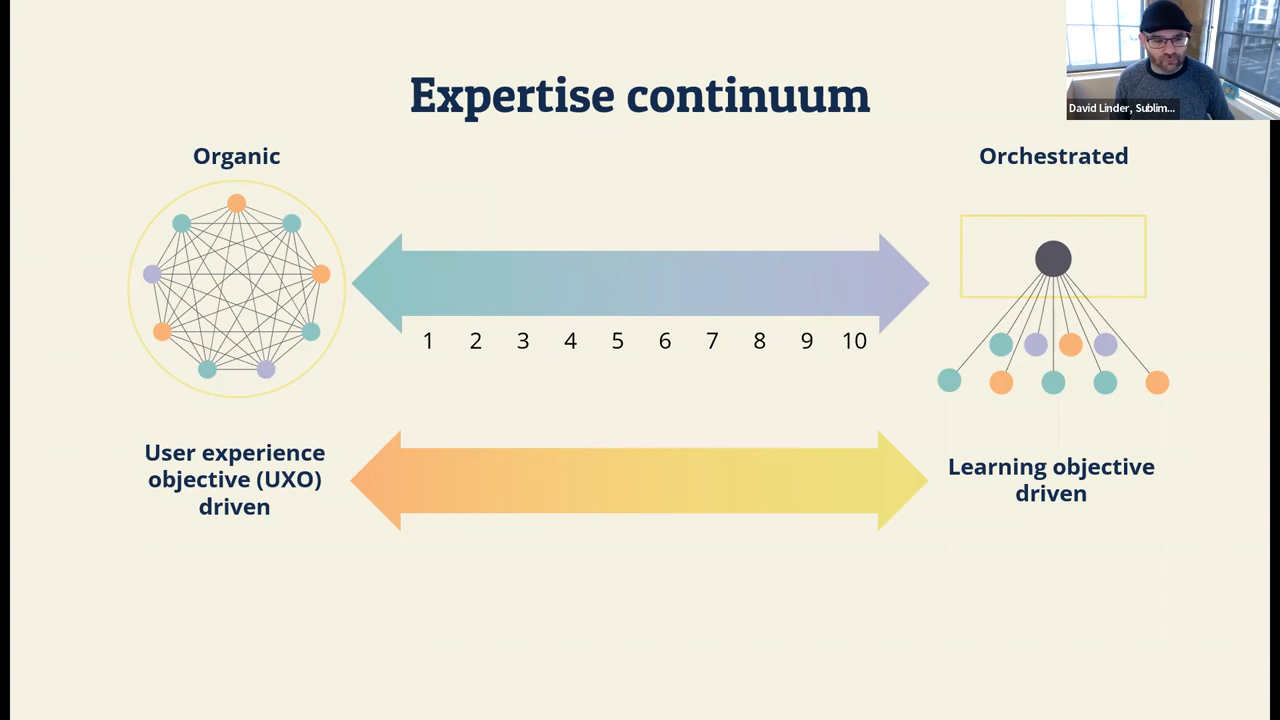 Expertise continuum
David Linder, Sublim...
Organic
Orchestrated
1 2 3 4 5 6 7 8 9 10
User experience
objective (UXO)
driven
Learning objective
driven